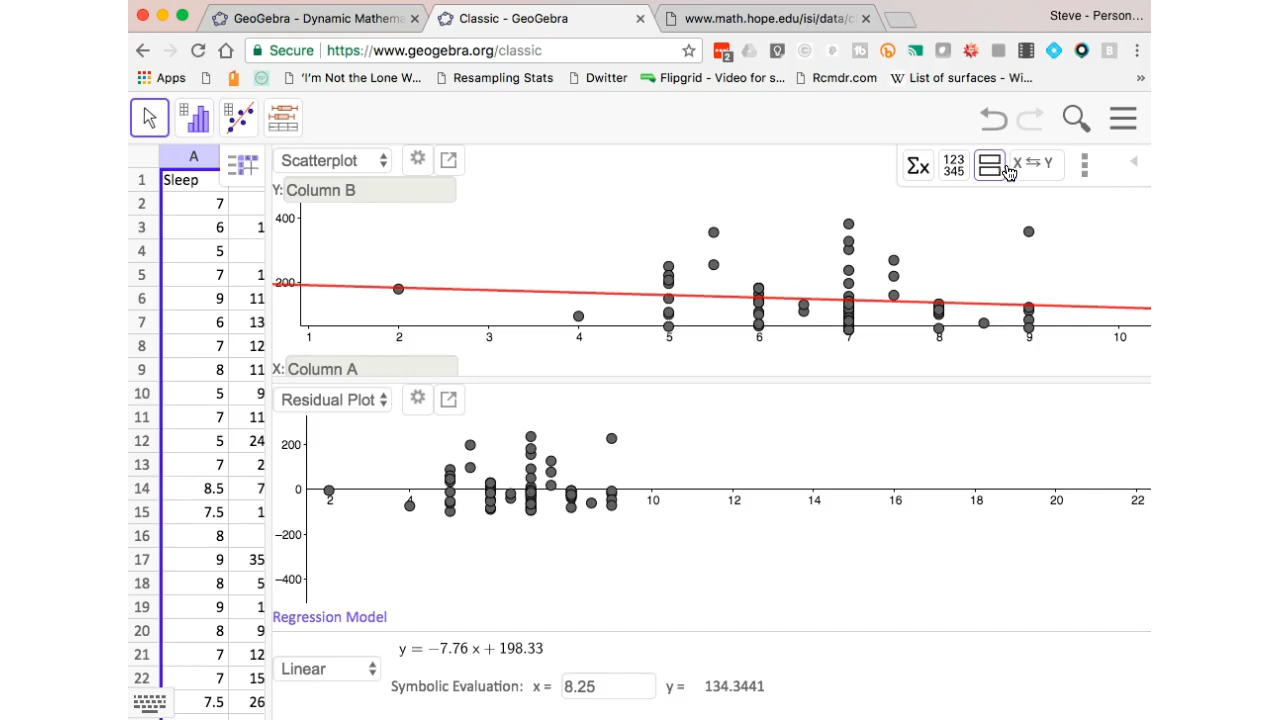 GeoGebra - Dynamic Mathema
Classic - GeoGebra
www.math.hope.edu/isi/data/c
Steve - Person...
Secure
https://www.geogebra.org/classic
2
B
Apps
'I'm Not the Lone W...
Resampling Stats
Dwitter
Flipgrid - Video for s...
Rcmdr.com
W List of surfaces - Wi...
»
A
Scatterplot
Σx
123
345
X ⇆ Y
1 Sleep
Y: Column B
2 7
3 6 1
4 5
5 7 1
6 9 11
7 6 13
8 7 12
9 8 11
10 5 9
11 7 11
12 5 24
13 7 2
14 8.5 7
15 7.5 1
16 8
17 9 35
18 8 5
19 9 1
20 8 9
21 7 12
22 7 15
7.5 26
400
200
1 2 3 4 5 6 7 8 9 10
X: Column A
Residual Plot
200
0
−200
−400
2 4 10 12 14 16 18 20 22
Regression Model
y = −7.76 x + 198.33
Linear
Symbolic Evaluation: x = 8.25 y = 134.3441